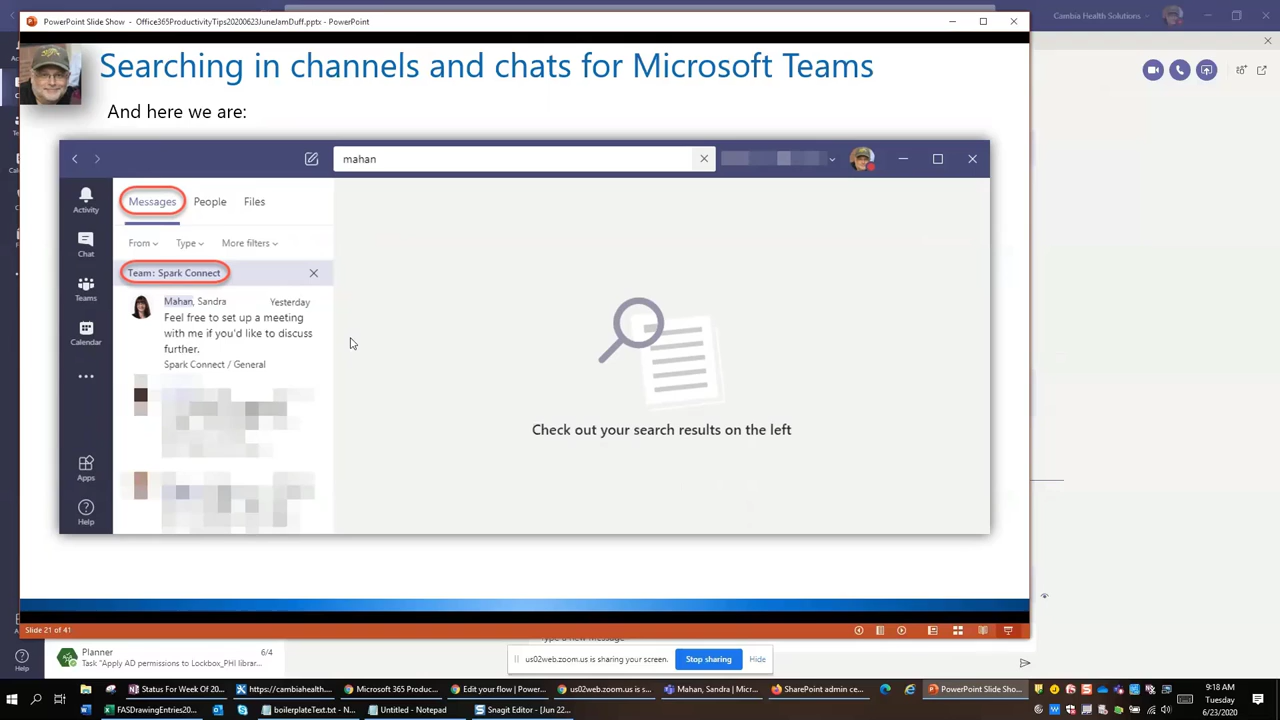 PowerPoint Slide Show - Office365ProductivityTips20200623JuneJamDuff.pptx - PowerPoint
Cambia Health Solutions
Searching in channels and chats for Microsoft Teams
And here we are:
mahan
Activity
Chat
Teams
Calendar
Apps
Help
Messages People Files
From Type More filters
Team: Spark Connect
Mahan, Sandra Yesterday
Feel free to set up a meeting
with me if you'd like to discuss
further.
Spark Connect / General
Check out your search results on the left
Slide 21 of 41
Help
Planner 6/4
Task "Apply AD permissions to Lockbox_PHI librar...
Type a new message
us02web.zoom.us is sharing your screen. Stop sharing Hide
Status For Week Of 20... https://cambiahealth... Microsoft 365 Produc... Edit your flow | Power... us02web.zoom.us is s... Mahan, Sandra | Micr... SharePoint admin ce... PowerPoint Slide Sho...
FASDrawingEntries20... boilerplateText.txt - N... Untitled - Notepad Snagit Editor - [Jun 22...
9:18 AM
Tuesday
6/23/2020